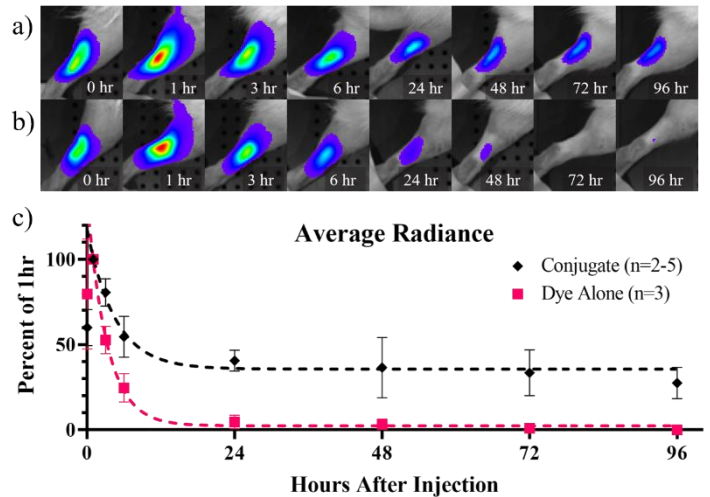 a)
0 hr 1 hr 3 hr 6 hr 24 hr 48 hr 72 hr 96 hr
b)
0 hr 1 hr 3 hr 6 hr 24 hr 48 hr 72 hr 96 hr
c)
Average Radiance
Conjugate (n=2-5)
Dye Alone (n=3)
Percent of 1hr
100
50
0
0 24 48 72 96
Hours After Injection